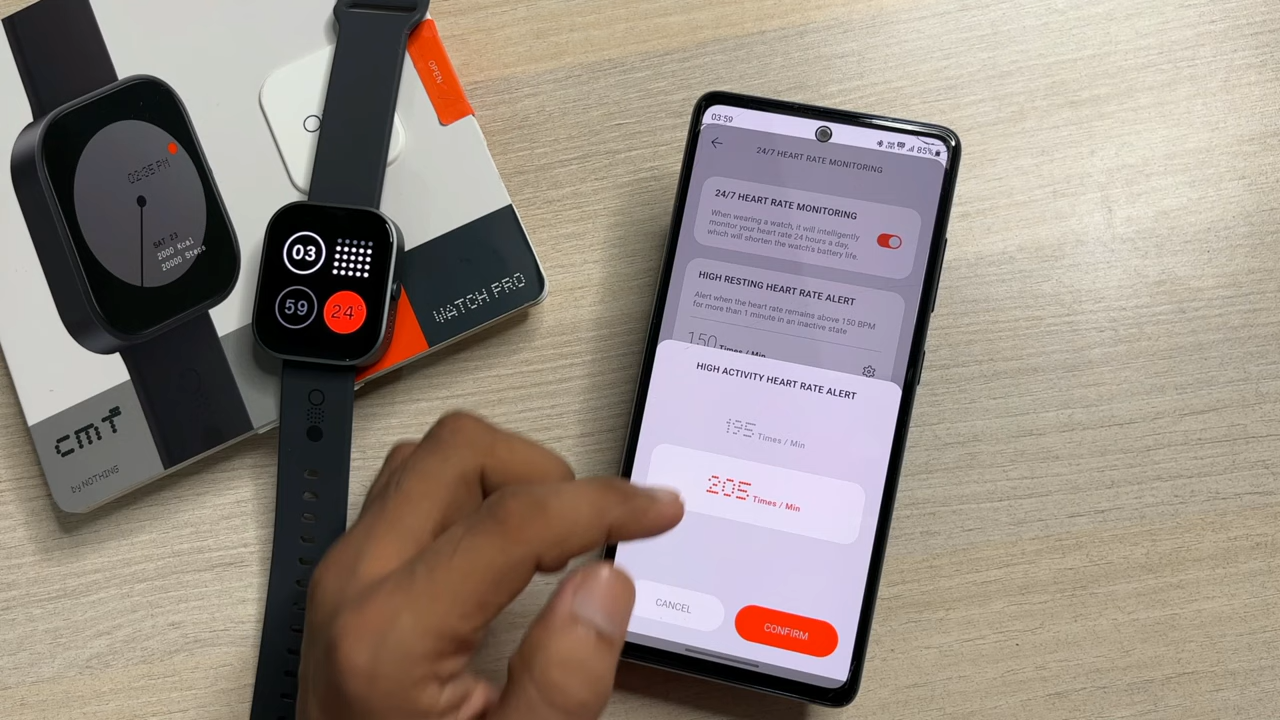 OPEN
02:35 PM
SAT 23
2000 Kcal
20000 Steps
03
59
24°
WATCH PRO
cmf
by NOTHING
03:59
85%
24/7 HEART RATE MONITORING
24/7 HEART RATE MONITORING
When wearing a watch, it will intelligently
monitor your heart rate 24 hours a day,
which will shorten the watch's battery life.
HIGH RESTING HEART RATE ALERT
Alert when the heart rate remains above 150 BPM
for more than 1 minute in an inactive state
150 Times / Min
HIGH ACTIVITY HEART RATE ALERT
195 Times / Min
205 Times / Min
CANCEL
CONFIRM